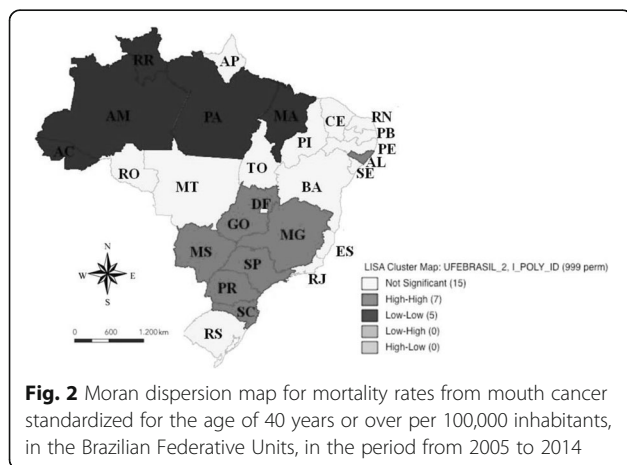 RR
AP
AM
PA
MA
CE
RN
PB
PI
PE
AC
AL
TO
SE
RO
MT
BA
DF
GO
MG
MS
ES
SP
RJ
PR
SC
RS
N
W E
S
0 600 1.200 km
LISA Cluster Map: UFEBRASIL_2, I_POLY_ID (999 perm)
Not Significant (15)
High-High (7)
Low-Low (5)
Low-High (0)
High-Low (0)
Fig. 2 Moran dispersion map for mortality rates from mouth cancer
standardized for the age of 40 years or over per 100,000 inhabitants,
in the Brazilian Federative Units, in the period from 2005 to 2014